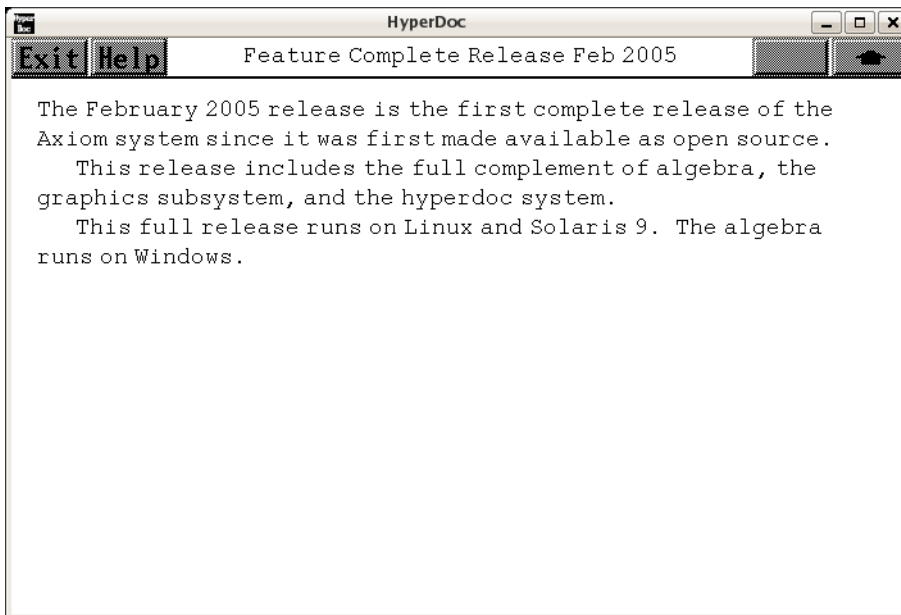 Hyper
Doc
HyperDoc
Exit Help Feature Complete Release Feb 2005
The February 2005 release is the first complete release of the
Axiom system since it was first made available as open source.
This release includes the full complement of algebra, the
graphics subsystem, and the hyperdoc system.
This full release runs on Linux and Solaris 9. The algebra
runs on Windows.